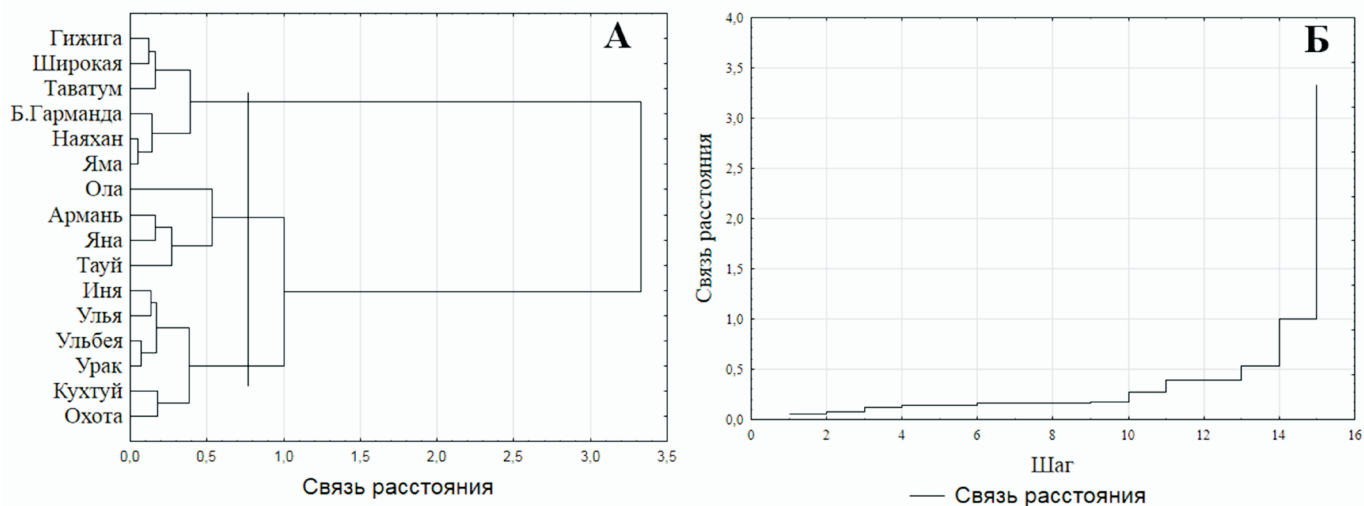 А
Гижига
Широкая
Таватум
Б.Гарманда
Наяхан
Яма
Ола
Армань
Яна
Тауй
Иня
Улья
Ульбея
Урак
Кухтуй
Охота
0,0 0,5 1,0 1,5 2,0 2,5 3,0 3,5
Связь расстояния
Б
4,0
3,5
3,0
2,5
2,0
1,5
1,0
0,5
0,0
Связь расстояния
0 2 4 6 8 10 12 14 16
Шаг
Связь расстояния